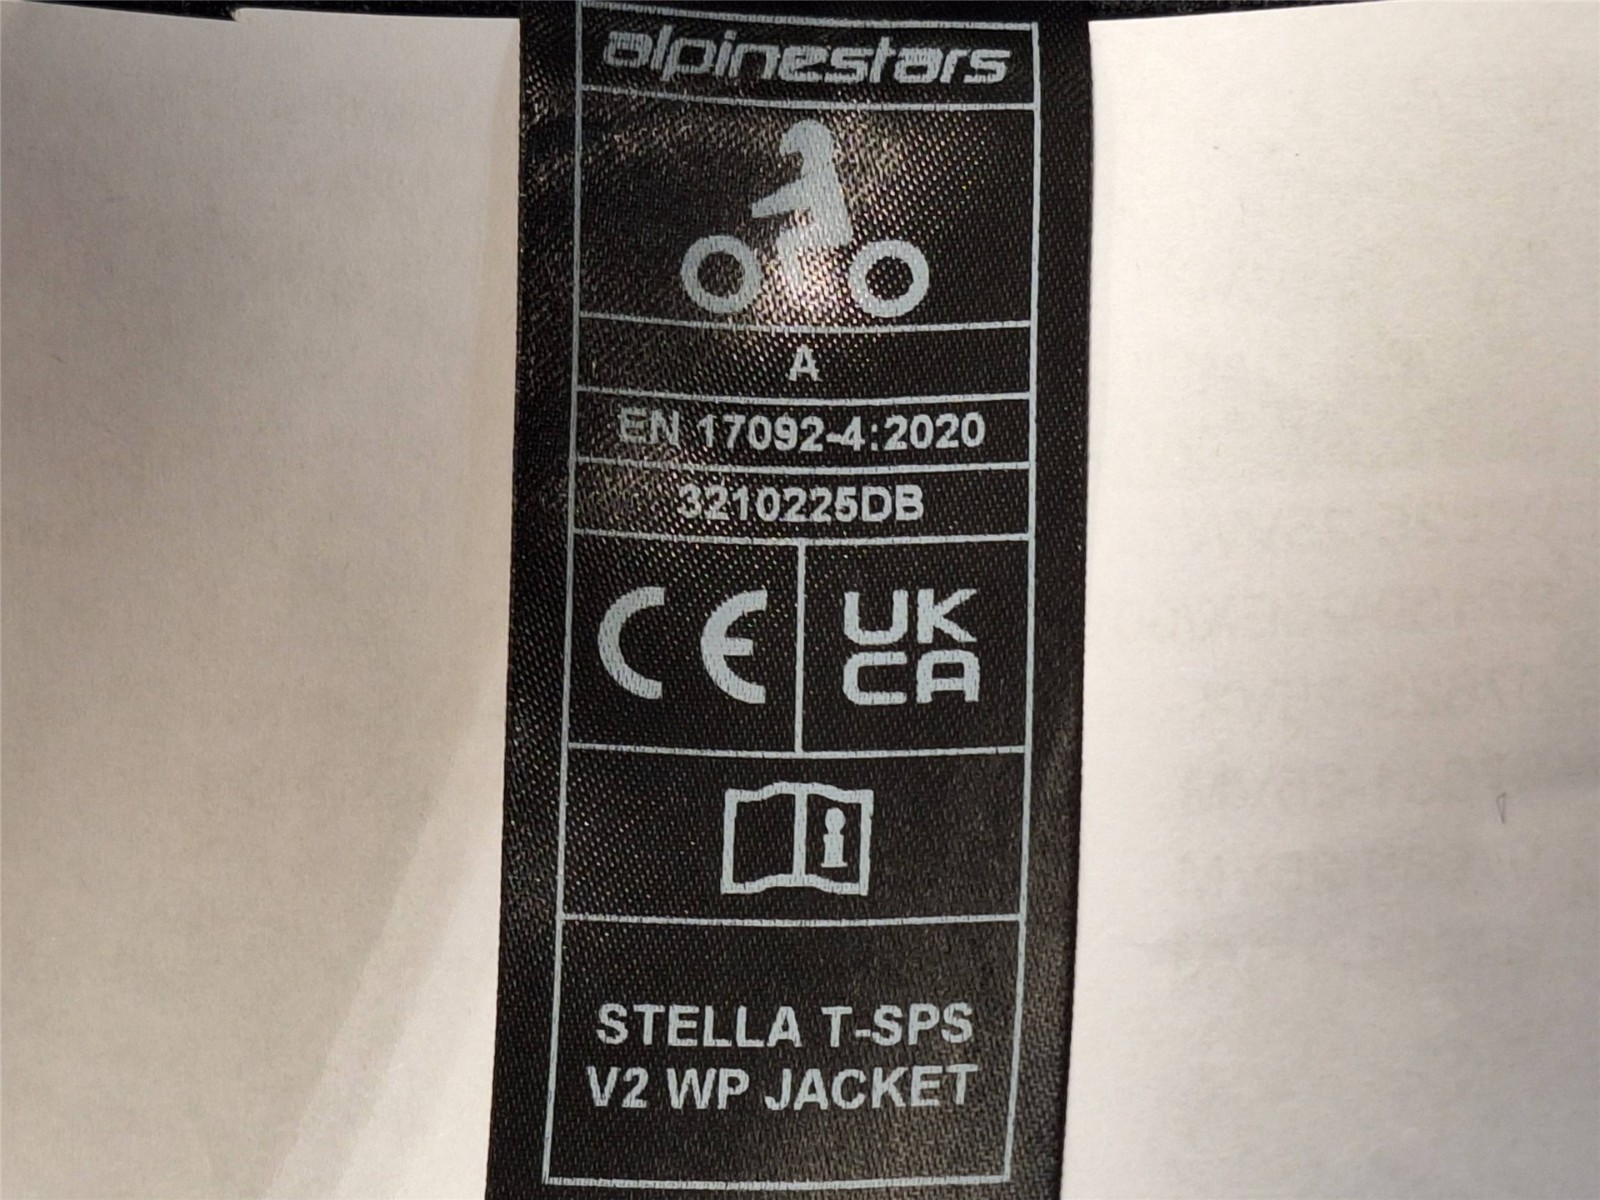 alpinestars
A
EN 17092-4:2020
3210225DB
CE
UK
CA
i
STELLA T-SPS
V2 WP JACKET